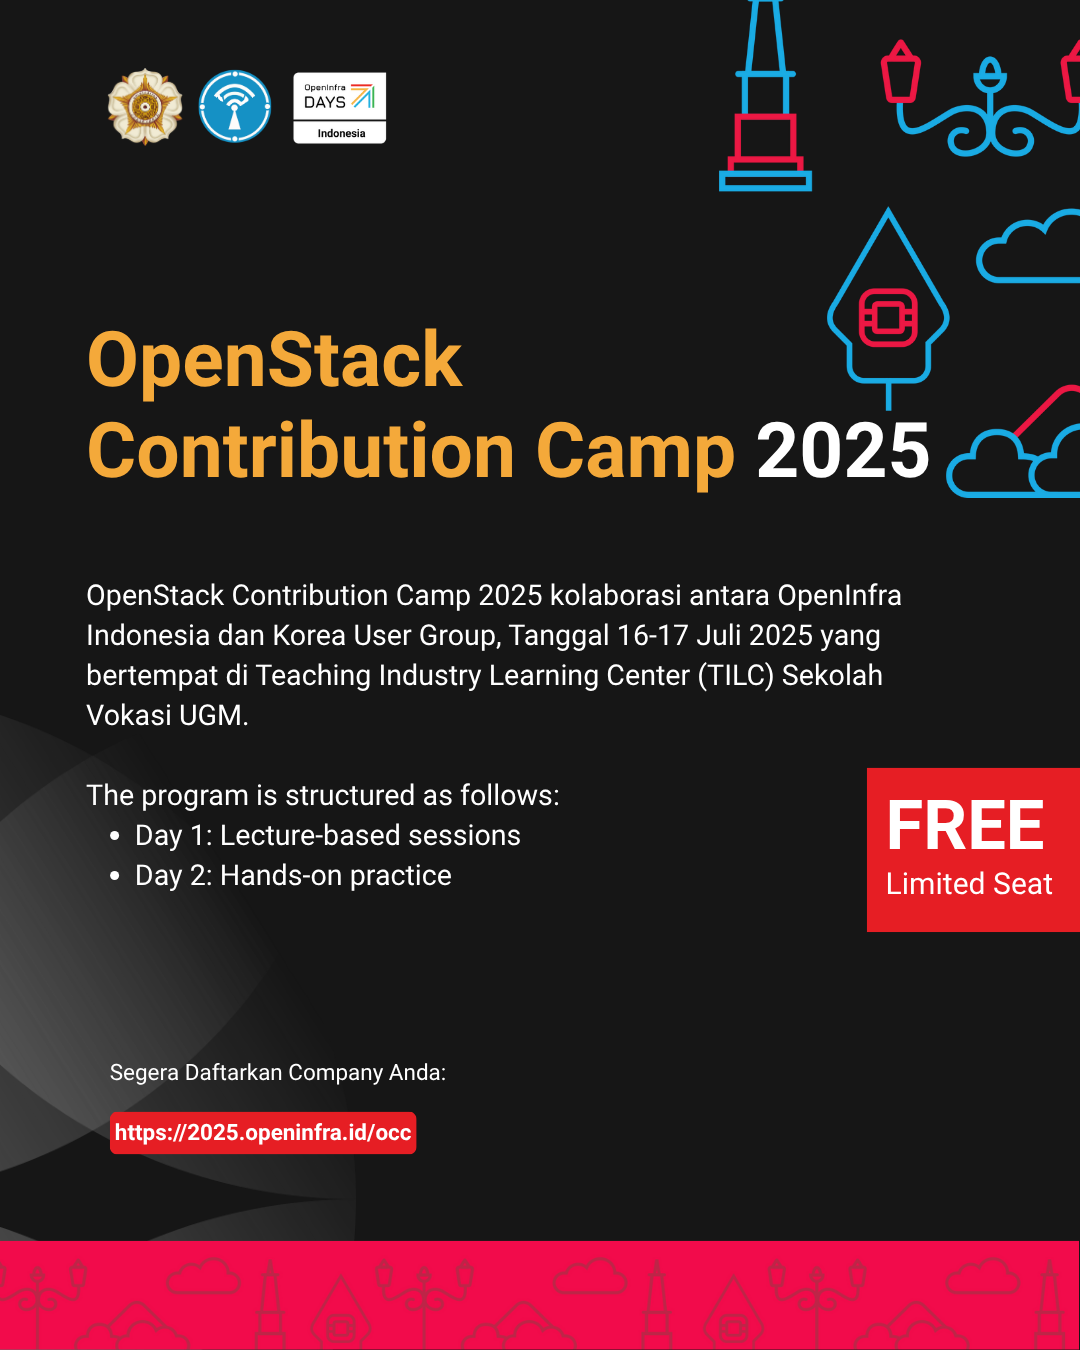 OpenInfra
DAYS
Indonesia
OpenStack
Contribution Camp 2025
OpenStack Contribution Camp 2025 kolaborasi antara OpenInfra
Indonesia dan Korea User Group, Tanggal 16-17 Juli 2025 yang
bertempat di Teaching Industry Learning Center (TILC) Sekolah
Vokasi UGM.
The program is structured as follows:
• Day 1: Lecture-based sessions
• Day 2: Hands-on practice
FREE
Limited Seat
Segera Daftarkan Company Anda:
https://2025.openinfra.id/occ